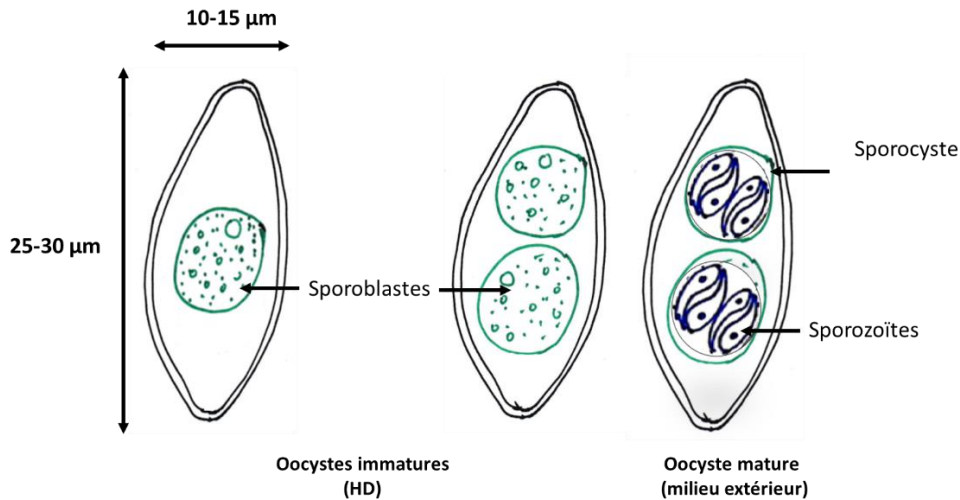 10-15 µm
25-30 µm
Sporoblastes
Sporocyste
Sporozoïtes
Oocystes immatures
(HD)
Oocyste mature
(milieu extérieur)